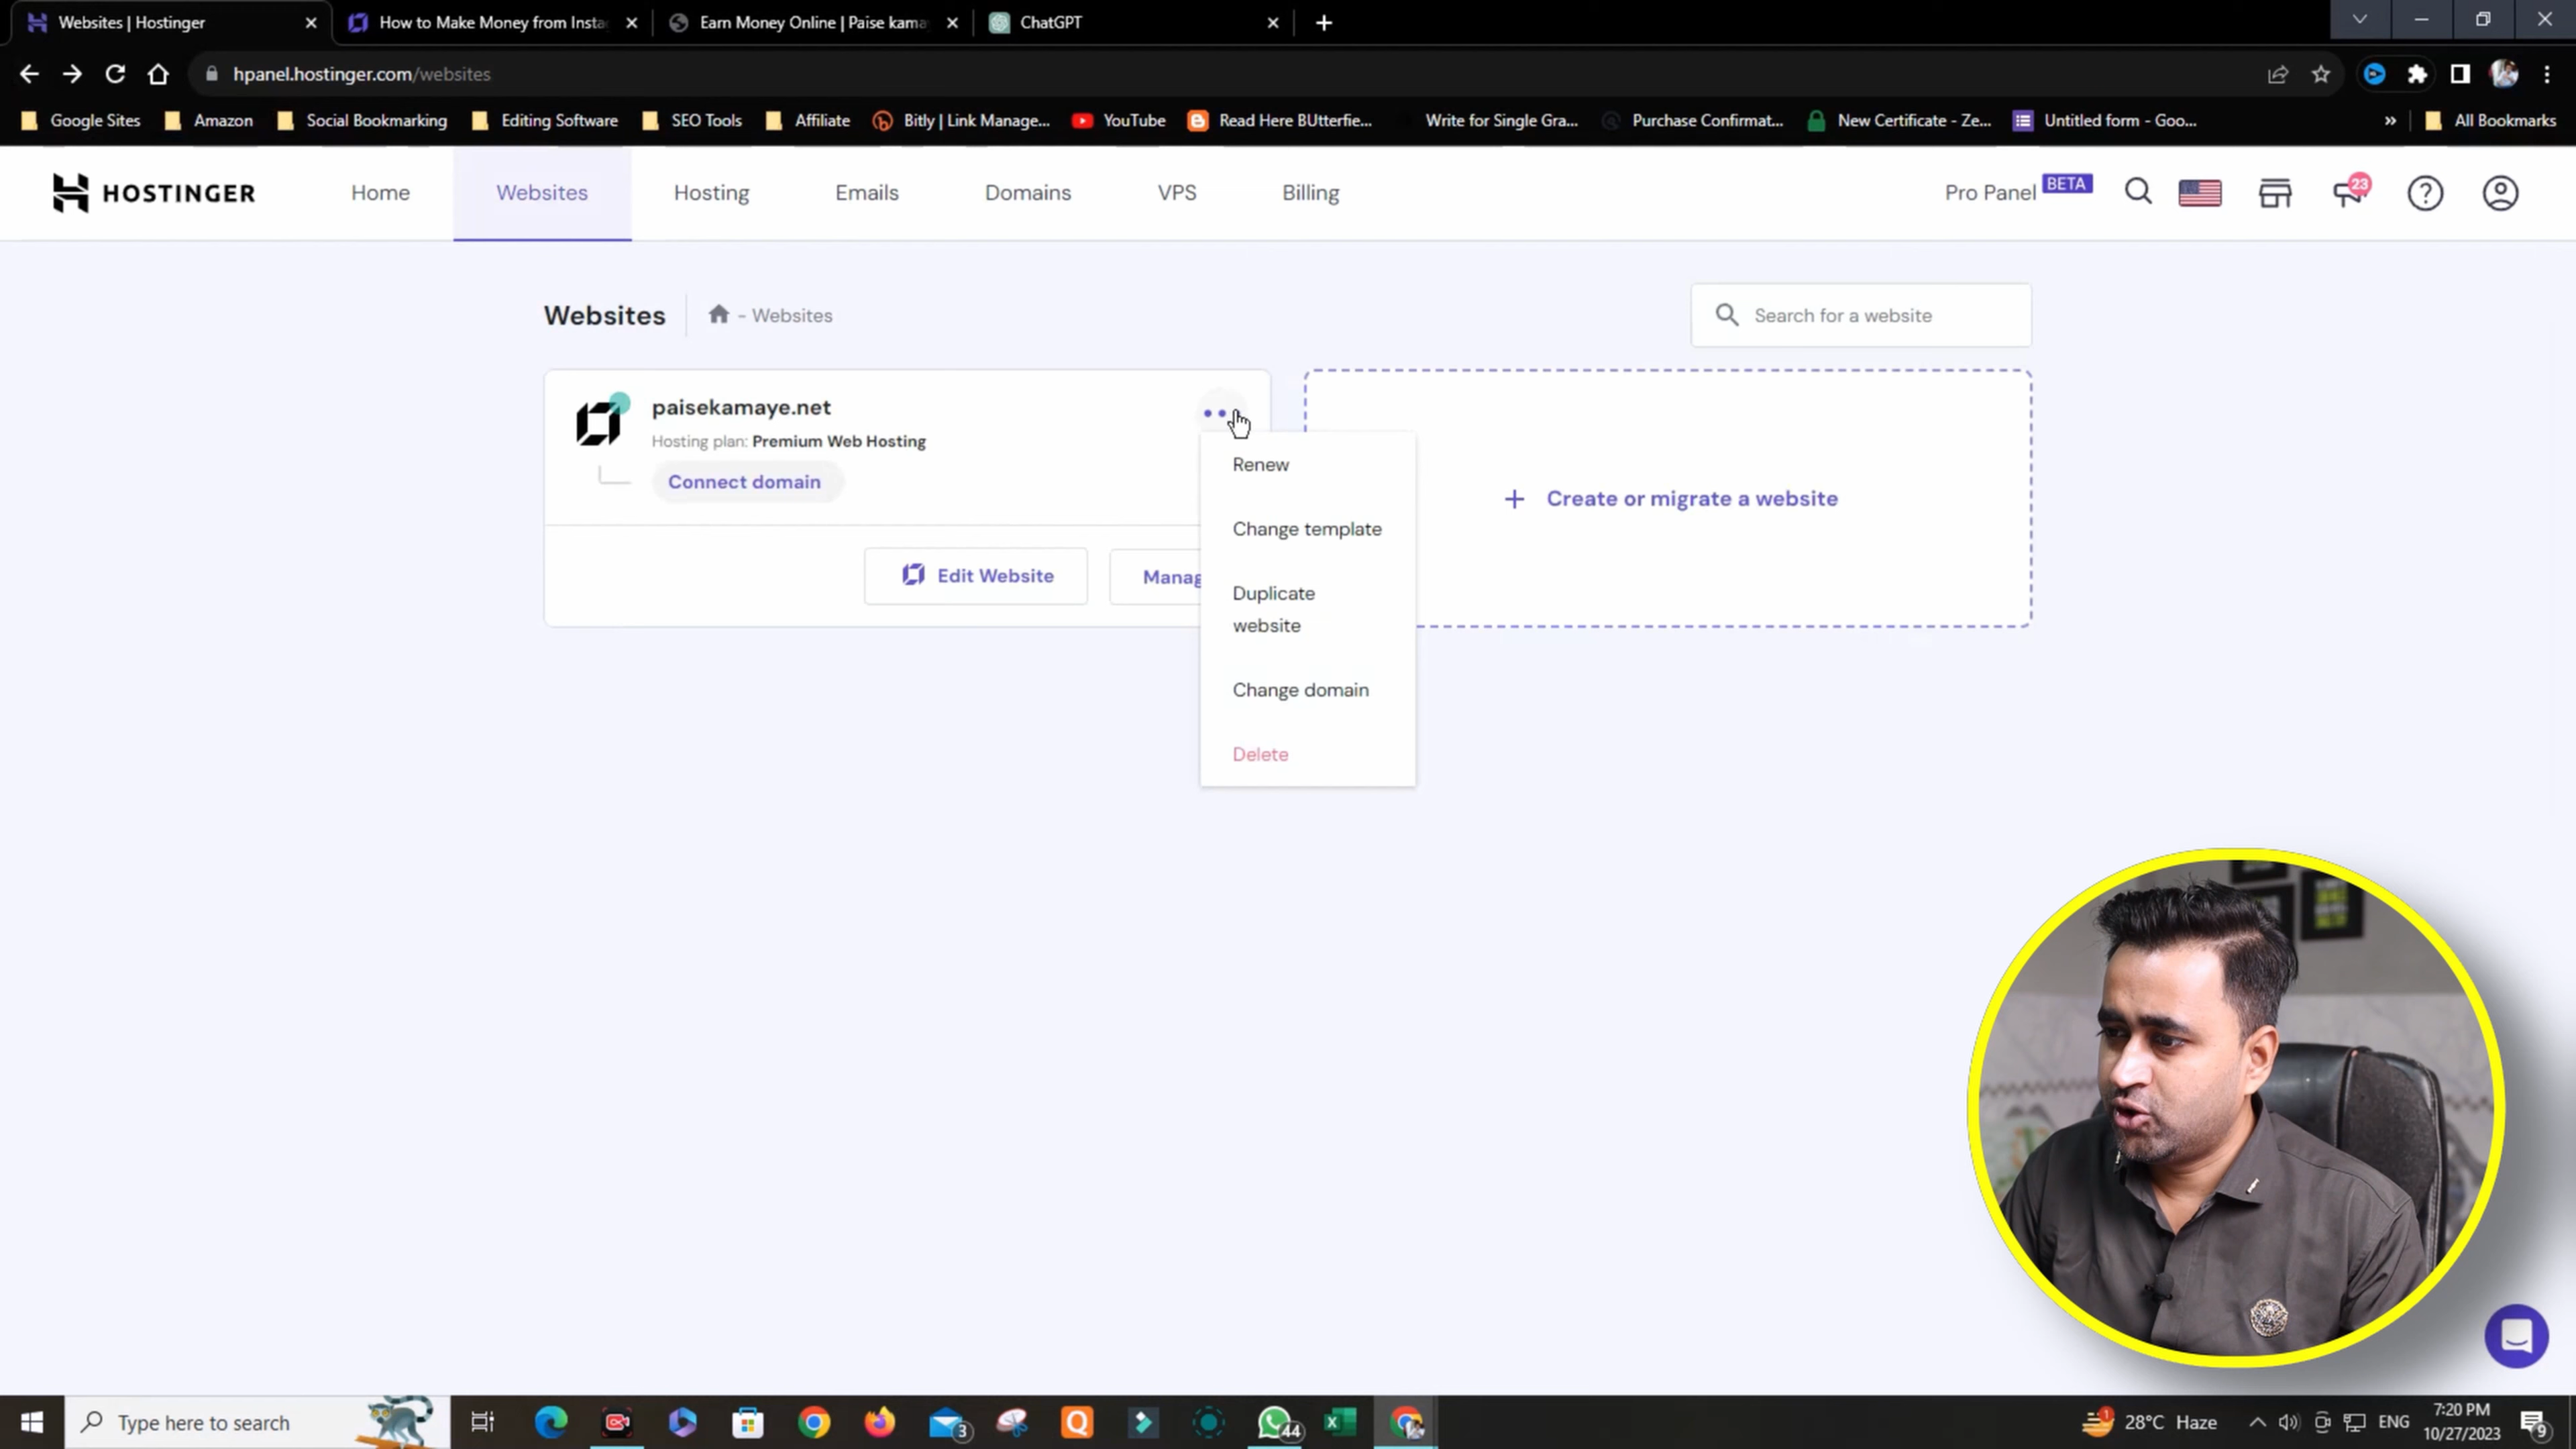 Websites | Hostinger
How to Make Money from Insta
Earn Money Online | Paise kama
ChatGPT
hpanel.hostinger.com/websites
Google Sites
Amazon
Social Bookmarking
Editing Software
SEO Tools
Affiliate
Bitly | Link Manage...
YouTube
Read Here BUtterfie...
Write for Single Gra...
Purchase Confirmat...
New Certificate - Ze...
Untitled form - Goo...
»
All Bookmarks
HOSTINGER
Home
Websites
Hosting
Emails
Domains
VPS
Billing
Pro Panel BETA
23
Websites
- Websites
Search for a website
paisekamaye.net
Hosting plan: Premium Web Hosting
Connect domain
Edit Website
Manag
Renew
Change template
Duplicate
website
Change domain
Delete
+ Create or migrate a website
Type here to search
3
Q
44
1
28°C Haze
ENG
7:20 PM
10/27/2023
9